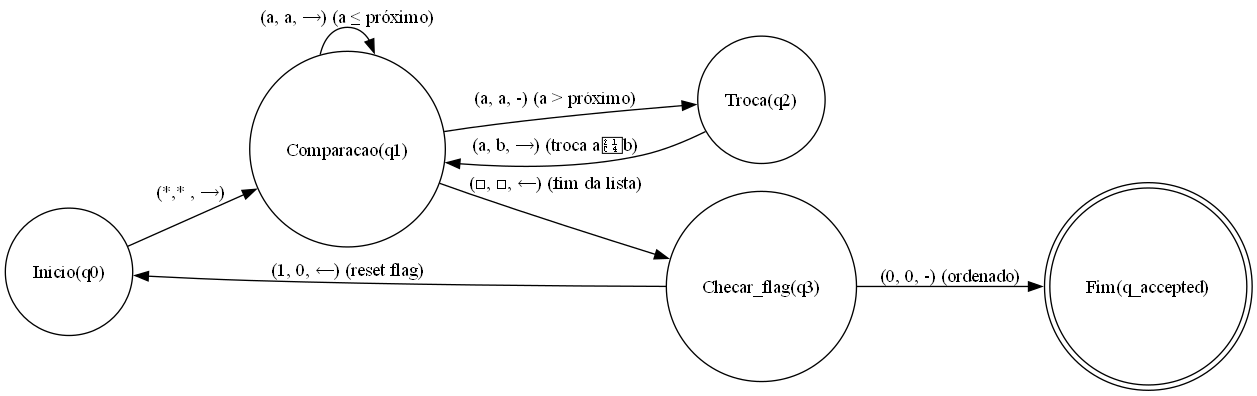 (a, a, →) (a ≤ próximo)
(a, a, -) (a > próximo)
Troca(q2)
Comparacao(q1)
(a, b, →) (troca a b)
(□, □, ←) (fim da lista)
(*,* , →)
Inicio(q0)
(1, 0, ←) (reset flag)
Checar_flag(q3)
(0, 0, -) (ordenado)
Fim(q_accepted)